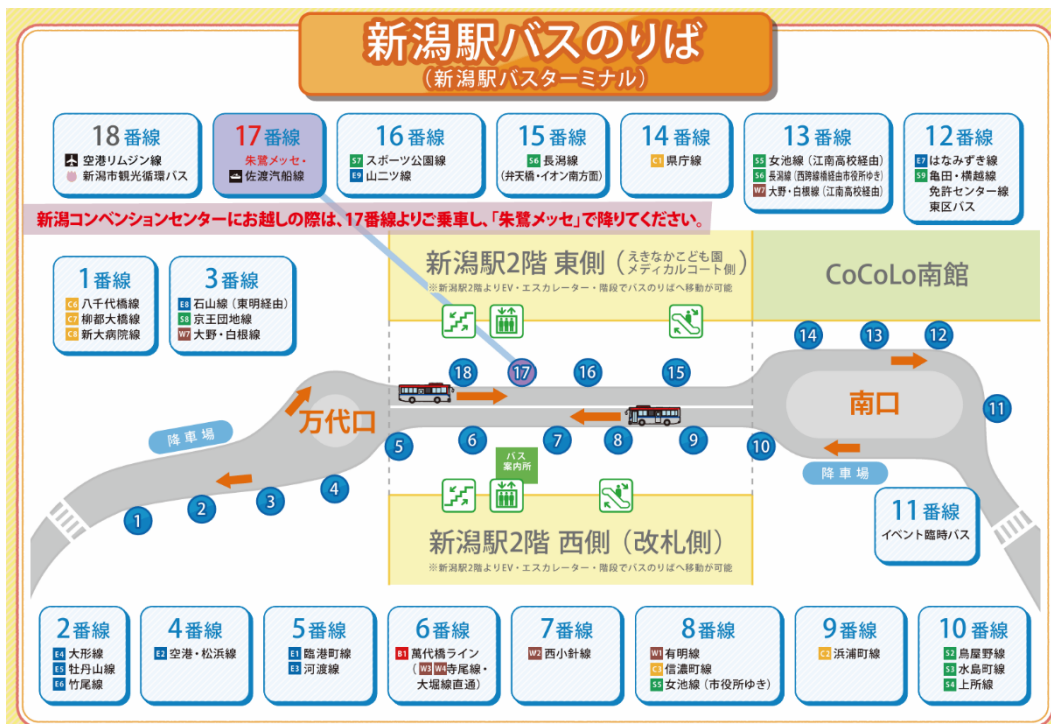 新潟駅バスのりば
(新潟駅バスターミナル)
18番線
空港リムジン線
新潟市観光循環バス
17番線
朱鷺メッセ・
佐渡汽船線
16番線
S7 スポーツ公園線
E9 山二ツ線
15番線
S6 長潟線
(弁天橋・イオン南方面)
14番線
C1 県庁線
13番線
S5 女池線(江南高校経由)
S6 長潟線(西跨線橋経由市役所ゆき)
W7 大野・白根線(江南高校経由)
12番線
E7 はなみずき線
S9 亀田・横越線
免許センター線
東区バス
新潟コンベンションセンターにお越しの際は、17番線よりご乗車し、「朱鷺メッセ」で降りてください。
1番線
C6 八千代橋線
C7 柳都大橋線
C8 新大病院線
3番線
E8 石山線(東明経由)
S8 京王団地線
W7 大野・白根線
新潟駅2階 東側(えきなかこども園
メディカルコート側)
※新潟駅2階よりEV・エスカレーター・階段でバスのりばへ移動が可能
CoCoLo南館
14
13
12
18
17
16
15
11
万代口
南口
降車場
5
6
7
8
9
10
降車場
1
2
3
4
バス
案内所
新潟駅2階 西側(改札側)
※新潟駅2階よりEV・エスカレーター・階段でバスのりばへ移動が可能
11番線
イベント臨時バス
2番線
E4 大形線
E5 牡丹山線
E6 竹尾線
4番線
E2 空港・松浜線
5番線
E1 臨港町線
E3 河渡線
6番線
B1 萬代橋ライン
(W3 W4 寺尾線・
大堀線直通)
7番線
W2 西小針線
8番線
W1 有明線
C1 信濃町線
S5 女池線(市役所ゆき)
9番線
C2 浜浦町線
10番線
S2 鳥屋野線
S3 水島町線
S4 上所線